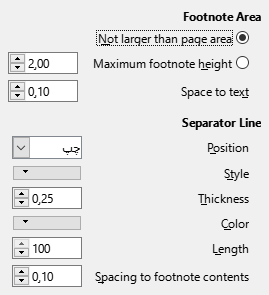 Footnote Area
Not larger than page area
Maximum footnote height 2,00
Space to text 0,10
Separator Line
Position چپ
Style
Thickness 0,25
Color
Length 100
Spacing to footnote contents 0,10